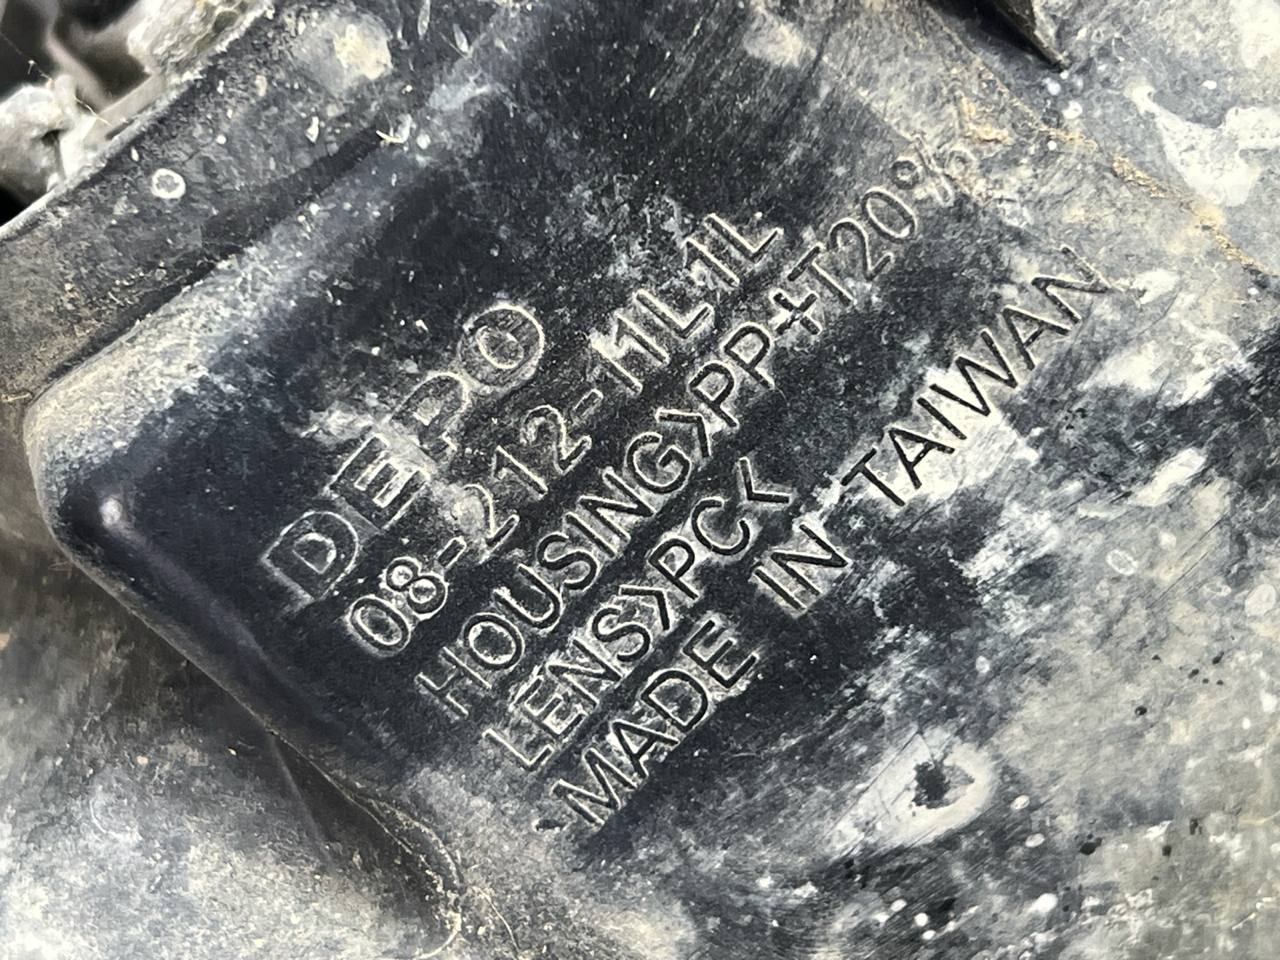 DEPO
08-212-11L1L
HOUSING>PP+T20%
LENS>PC<
MADE IN TAIWAN